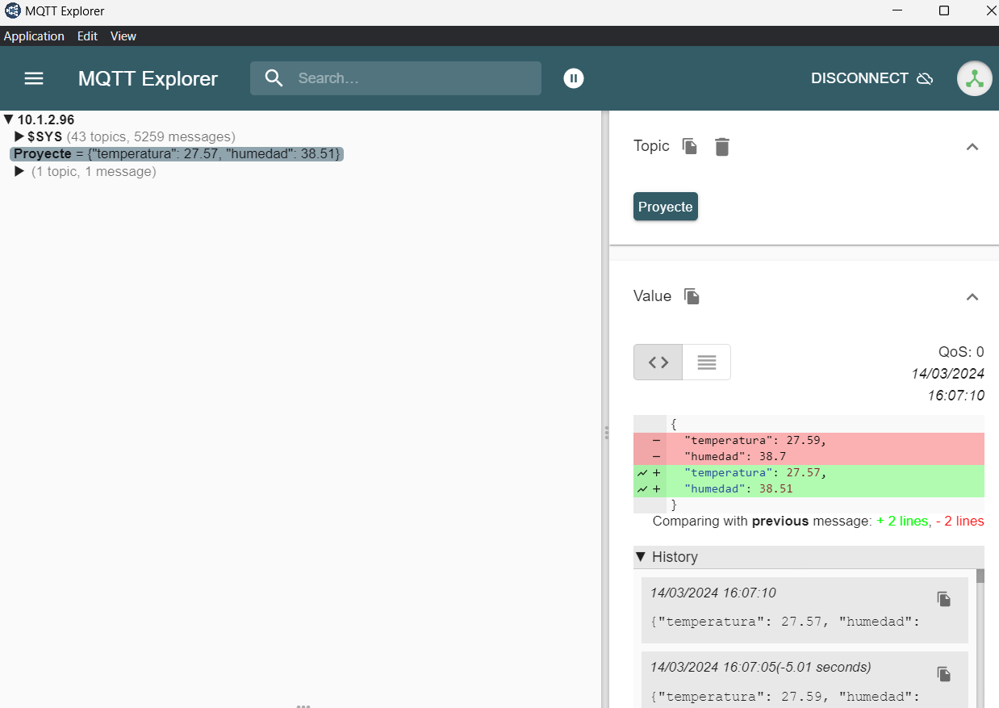 MQTT Explorer
Application Edit View
MQTT Explorer
Search...
DISCONNECT
10.1.2.96
$SYS (43 topics, 5259 messages)
Proyecte = {"temperatura": 27.57, "humedad": 38.51}
(1 topic, 1 message)
Topic
Proyecte
Value
QoS: 0
14/03/2024
16:07:10
{
− "temperatura": 27.59,
− "humedad": 38.7
+ "temperatura": 27.57,
+ "humedad": 38.51
}
Comparing with previous message: + 2 lines, - 2 lines
History
14/03/2024 16:07:10
{"temperatura": 27.57, "humedad":
14/03/2024 16:07:05(-5.01 seconds)
{"temperatura": 27.59, "humedad":